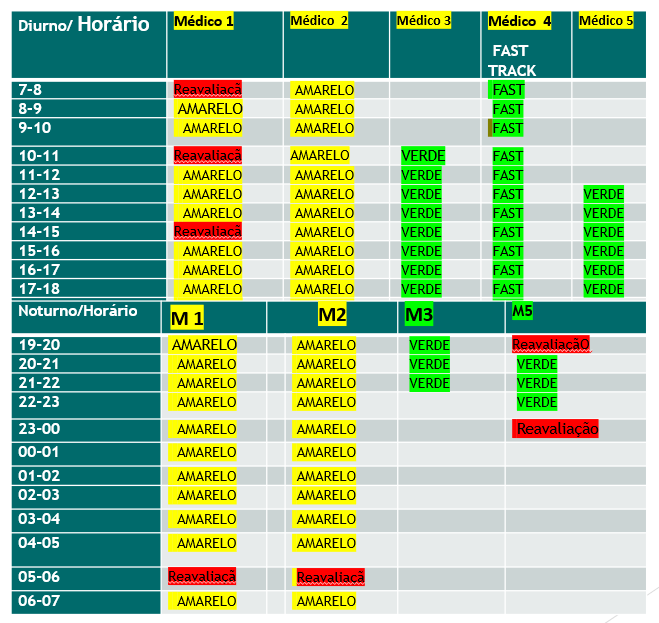 Diurno/ Horário Médico 1 Médico 2 Médico 3 Médico 4 Médico 5
FAST
TRACK
7-8 Reavaliaçã AMARELO FAST
8-9 AMARELO AMARELO FAST
9-10 AMARELO AMARELO FAST
10-11 Reavaliaçã AMARELO VERDE FAST
11-12 AMARELO AMARELO VERDE FAST
12-13 AMARELO AMARELO VERDE FAST VERDE
13-14 AMARELO AMARELO VERDE FAST VERDE
14-15 Reavaliaçã AMARELO VERDE FAST VERDE
15-16 AMARELO AMARELO VERDE FAST VERDE
16-17 AMARELO AMARELO VERDE FAST VERDE
17-18 AMARELO AMARELO VERDE FAST VERDE
Noturno/Horário M 1 M2 M3 M5
19-20 AMARELO AMARELO VERDE ReavaliaçãO
20-21 AMARELO AMARELO VERDE VERDE
21-22 AMARELO AMARELO VERDE VERDE
22-23 AMARELO AMARELO VERDE
23-00 AMARELO AMARELO Reavaliação
00-01 AMARELO AMARELO
01-02 AMARELO AMARELO
02-03 AMARELO AMARELO
03-04 AMARELO AMARELO
04-05 AMARELO AMARELO
05-06 Reavaliaçã Reavaliaçã
06-07 AMARELO AMARELO